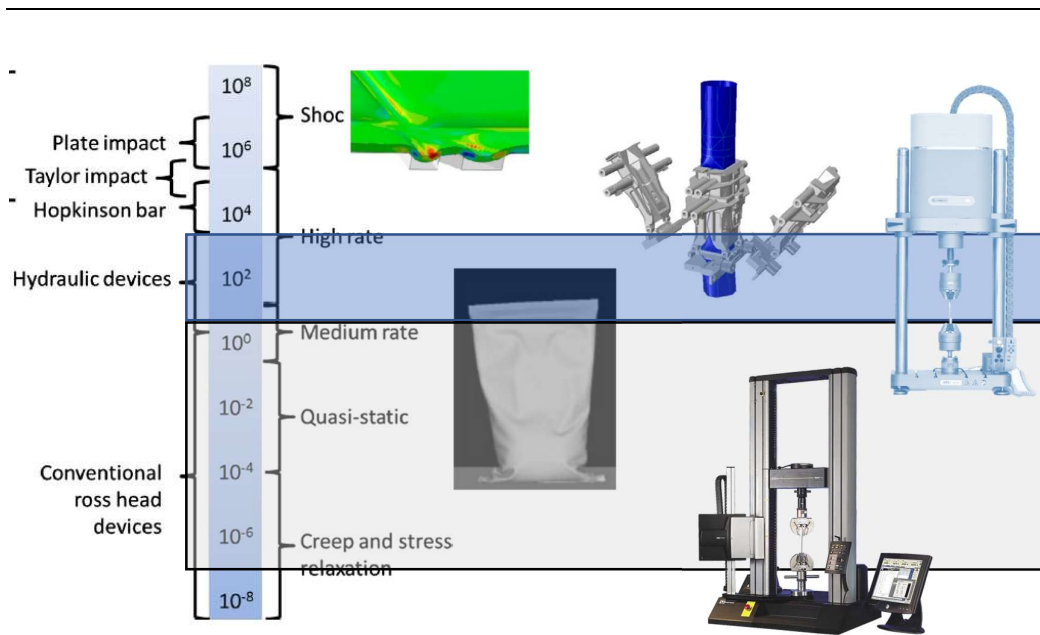 10⁸
Shoc
Plate impact
10⁶
Taylor impact
Hopkinson bar
10⁴
High rate
Hydraulic devices
10²
Medium rate
10⁰
10⁻²
Quasi-static
Conventional
ross head
devices
10⁻⁴
10⁻⁶
Creep and stress
relaxation
10⁻⁸